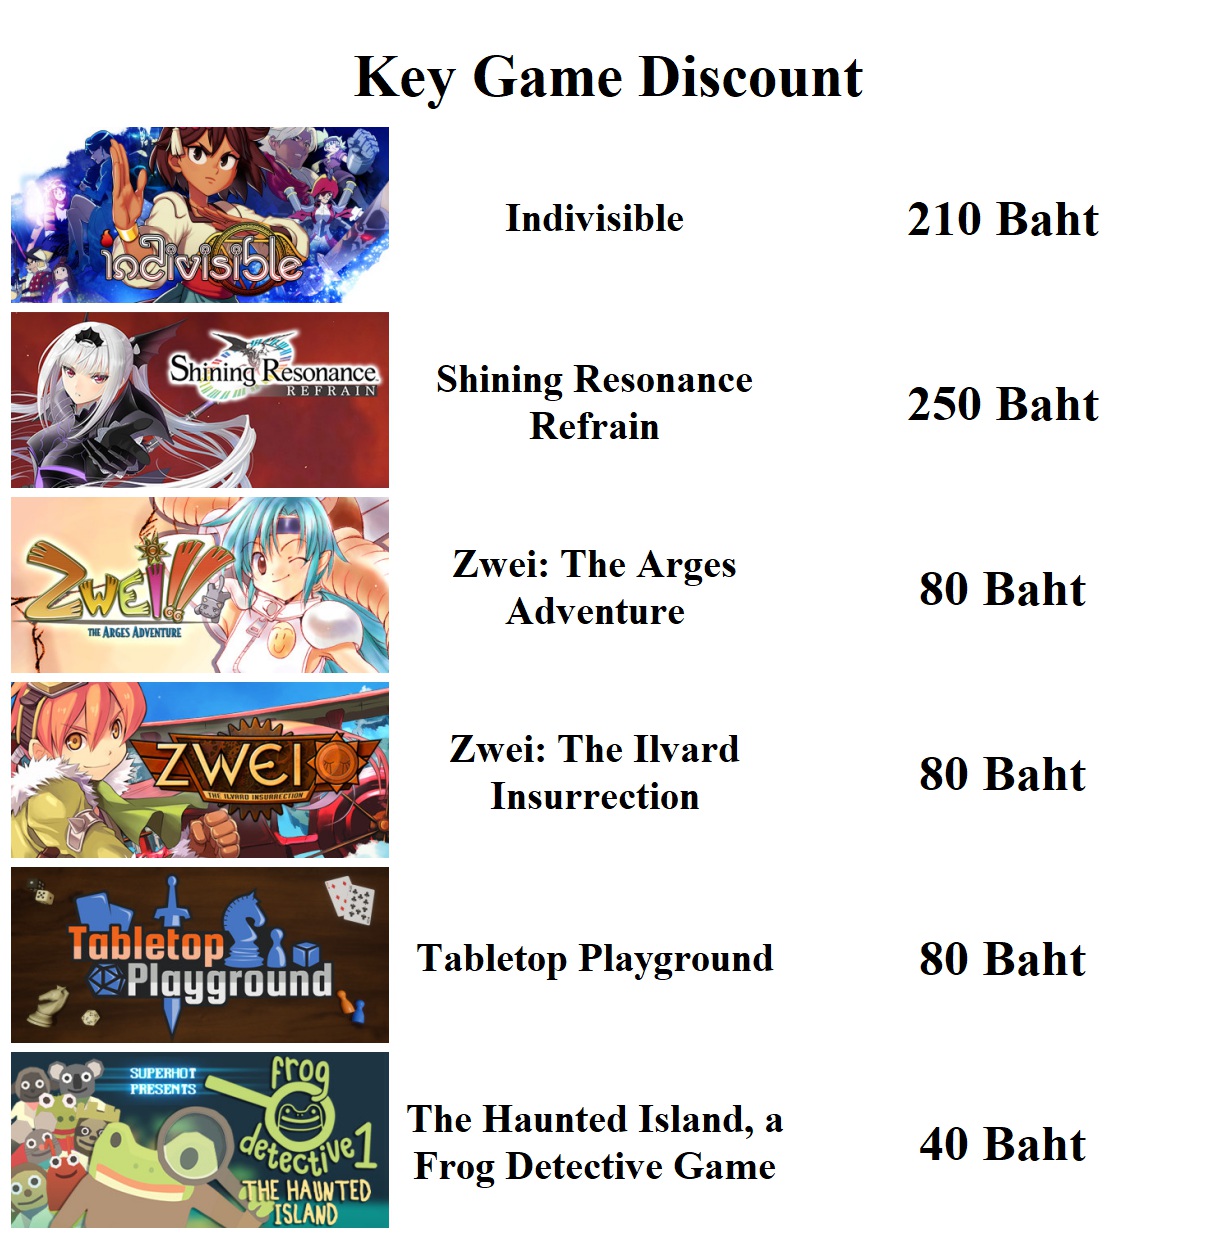 Key Game Discount
Indivisible
Indivisible
210 Baht
Shining Resonance
REFRAIN
Shining Resonance
Refrain
250 Baht
Zwei!!
THE ARGES ADVENTURE
Zwei: The Arges
Adventure
80 Baht
ZWEI
THE ILVARD INSURRECTION
Zwei: The Ilvard
Insurrection
80 Baht
Tabletop
Playground
Tabletop Playground
80 Baht
SUPERHOT
PRESENTS
frog
detective 1
THE HAUNTED
ISLAND
The Haunted Island, a
Frog Detective Game
40 Baht